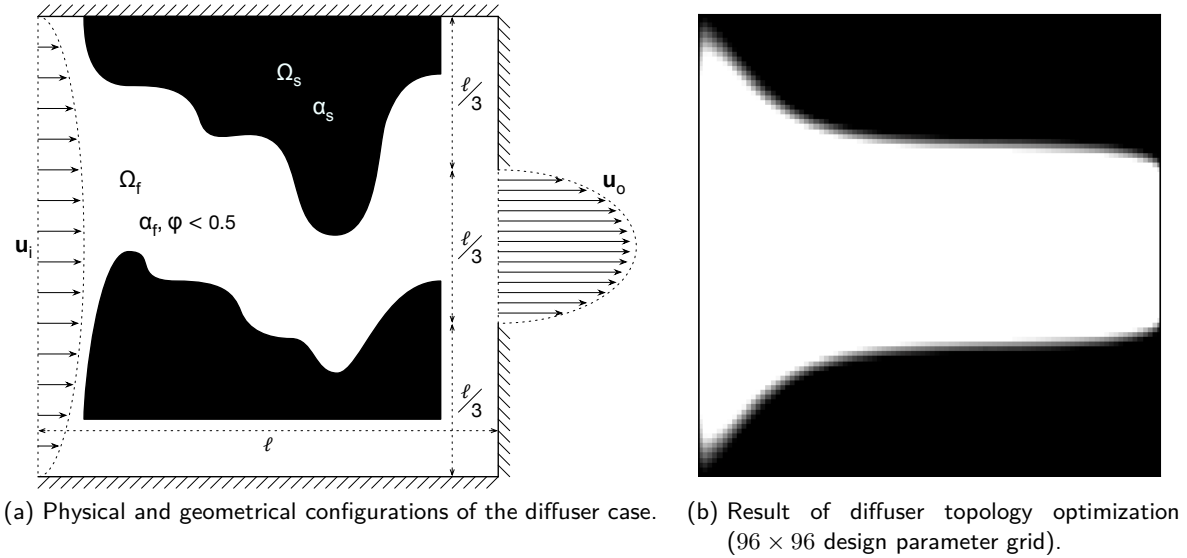 Ωs
αs
ℓ/3
Ωf
uo
αf, φ < 0.5
ui
ℓ/3
ℓ/3
ℓ
(a) Physical and geometrical configurations of the diffuser case.
(b) Result of diffuser topology optimization
(96 × 96 design parameter grid).